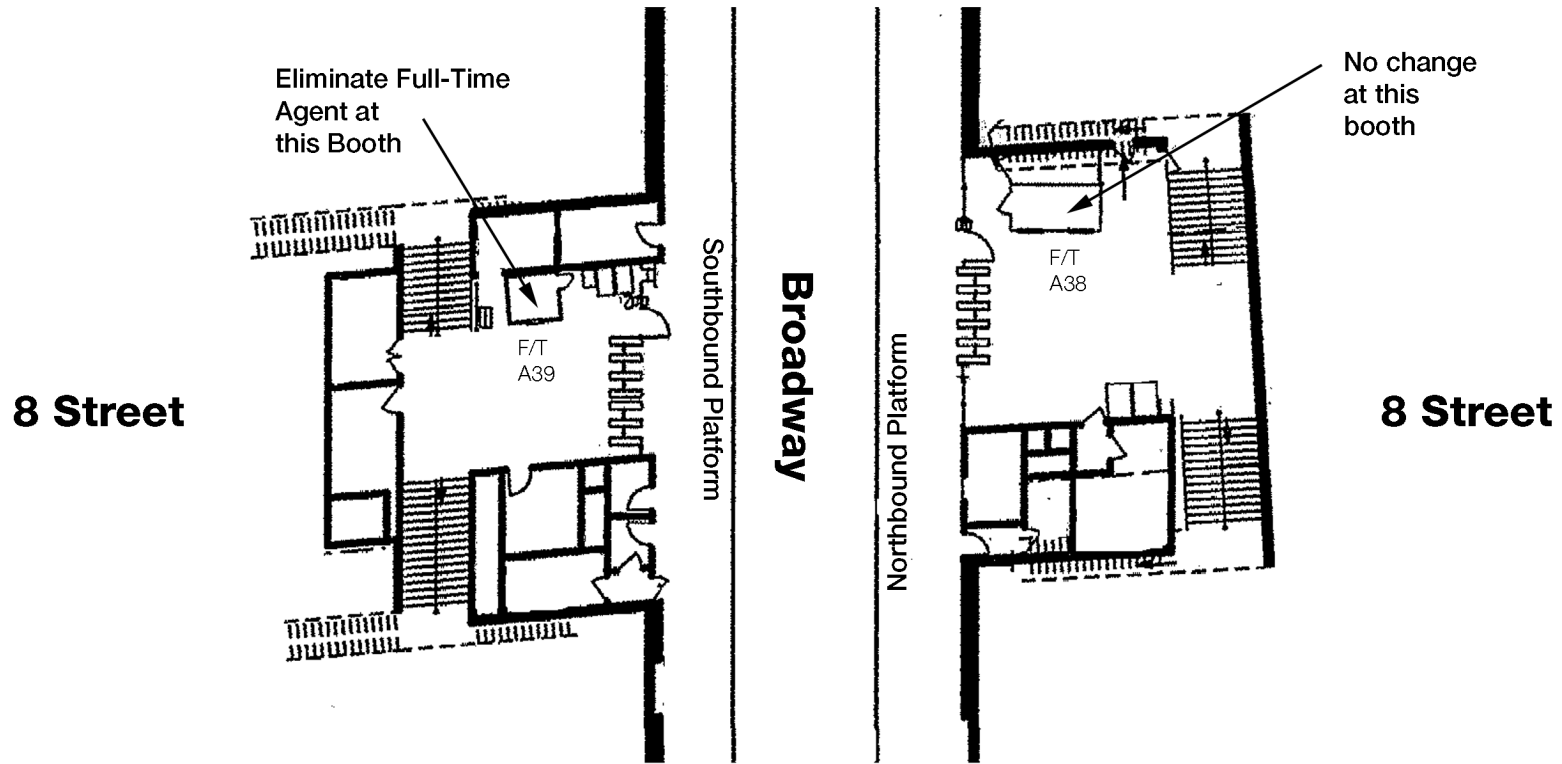 Eliminate Full-Time
Agent at
this Booth
No change
at this
booth
F/T
A39
F/T
A38
8 Street
Southbound Platform
Broadway
Northbound Platform
8 Street